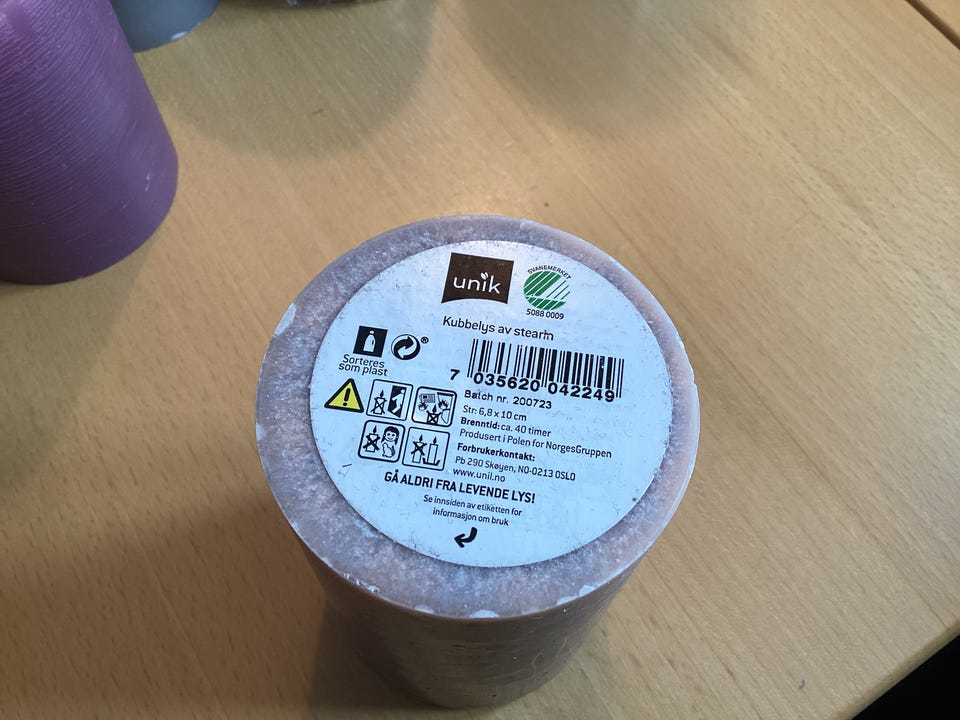 unik
SVANEMERKET
5088 0009
Kubbelys av stearin
Sorteres
som plast
7 035620 042249
Batch nr. 200723
Str: 6,8 x 10 cm
Brenntid: ca. 40 timer
Produsert i Polen for NorgesGruppen
Forbrukerkontakt:
Pb 290 Skøyen, NO-0213 OSLO
www.unil.no
GÅ ALDRI FRA LEVENDE LYS!
Se innsiden av etiketten for
informasjon om bruk